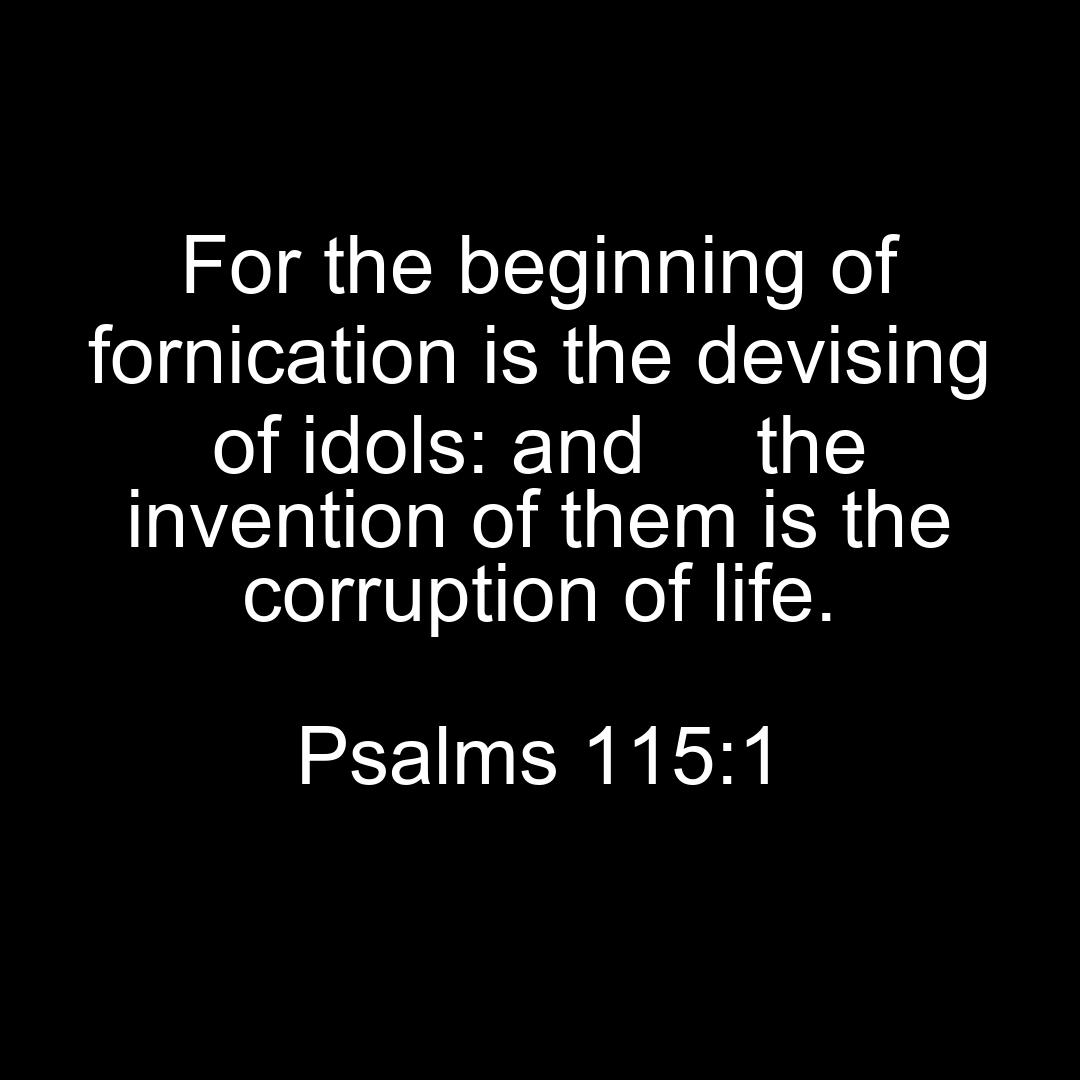 For the beginning of
fornication is the devising
of idols: and     the
invention of them is the
corruption of life.
Psalms 115:1